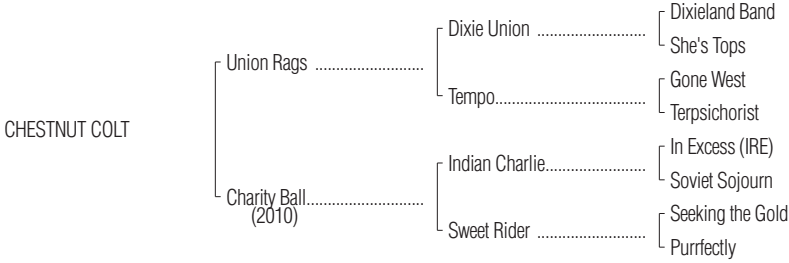 Dixieland Band
Dixie Union ..........................
She's Tops
Union Rags ..........................
Gone West
Tempo....................................
Terpsichorist
CHESTNUT COLT
In Excess (IRE)
Indian Charlie........................
Soviet Sojourn
Charity Ball............................
(2010)
Seeking the Gold
Sweet Rider ..........................
Purrfectly